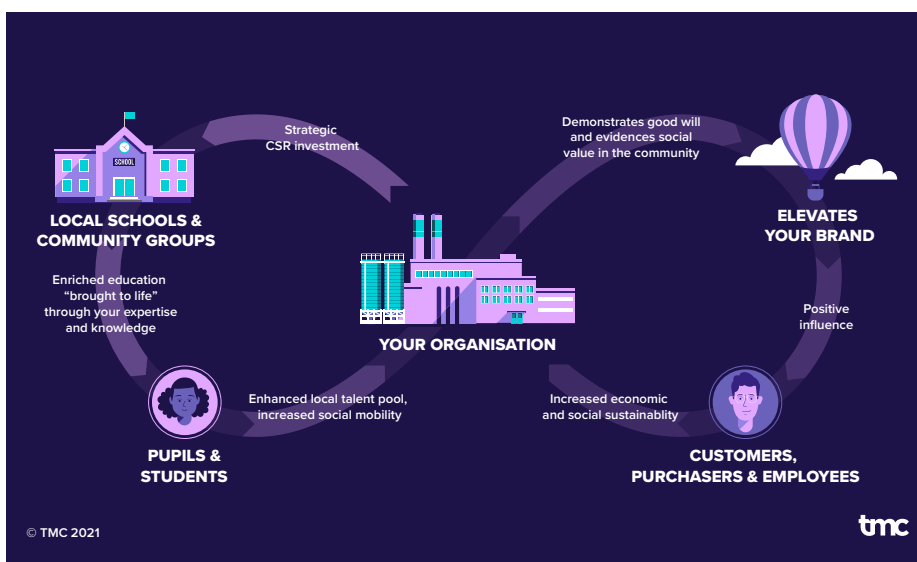 Strategic
CSR investment
Demonstrates good will
and evidences social
value in the community
SCHOOL
LOCAL SCHOOLS &
COMMUNITY GROUPS
ELEVATES
YOUR BRAND
Enriched education
“brought to life”
through your expertise
and knowledge
Positive
influence
YOUR ORGANISATION
Enhanced local talent pool,
increased social mobility
Increased economic
and social sustainablity
PUPILS &
STUDENTS
CUSTOMERS,
PURCHASERS & EMPLOYEES
© TMC 2021
tmc